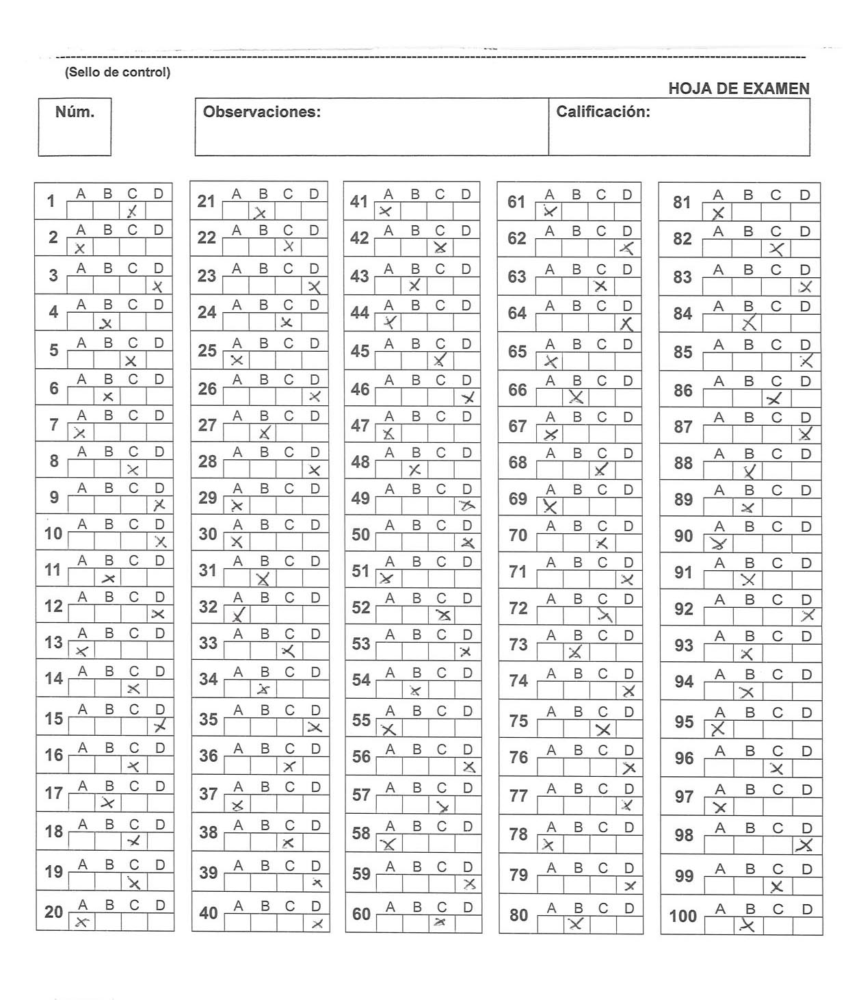 (Sello de control)
HOJA DE EXAMEN
Núm.
Observaciones:
Calificación:
1 A B C D
2 A B C D
3 A B C D
4 A B C D
5 A B C D
6 A B C D
7 A B C D
8 A B C D
9 A B C D
10 A B C D
11 A B C D
12 A B C D
13 A B C D
14 A B C D
15 A B C D
16 A B C D
17 A B C D
18 A B C D
19 A B C D
20 A B C D
21 A B C D
22 A B C D
23 A B C D
24 A B C D
25 A B C D
26 A B C D
27 A B C D
28 A B C D
29 A B C D
30 A B C D
31 A B C D
32 A B C D
33 A B C D
34 A B C D
35 A B C D
36 A B C D
37 A B C D
38 A B C D
39 A B C D
40 A B C D
41 A B C D
42 A B C D
43 A B C D
44 A B C D
45 A B C D
46 A B C D
47 A B C D
48 A B C D
49 A B C D
50 A B C D
51 A B C D
52 A B C D
53 A B C D
54 A B C D
55 A B C D
56 A B C D
57 A B C D
58 A B C D
59 A B C D
60 A B C D
61 A B C D
62 A B C D
63 A B C D
64 A B C D
65 A B C D
66 A B C D
67 A B C D
68 A B C D
69 A B C D
70 A B C D
71 A B C D
72 A B C D
73 A B C D
74 A B C D
75 A B C D
76 A B C D
77 A B C D
78 A B C D
79 A B C D
80 A B C D
81 A B C D
82 A B C D
83 A B C D
84 A B C D
85 A B C D
86 A B C D
87 A B C D
88 A B C D
89 A B C D
90 A B C D
91 A B C D
92 A B C D
93 A B C D
94 A B C D
95 A B C D
96 A B C D
97 A B C D
98 A B C D
99 A B C D
100 A B C D